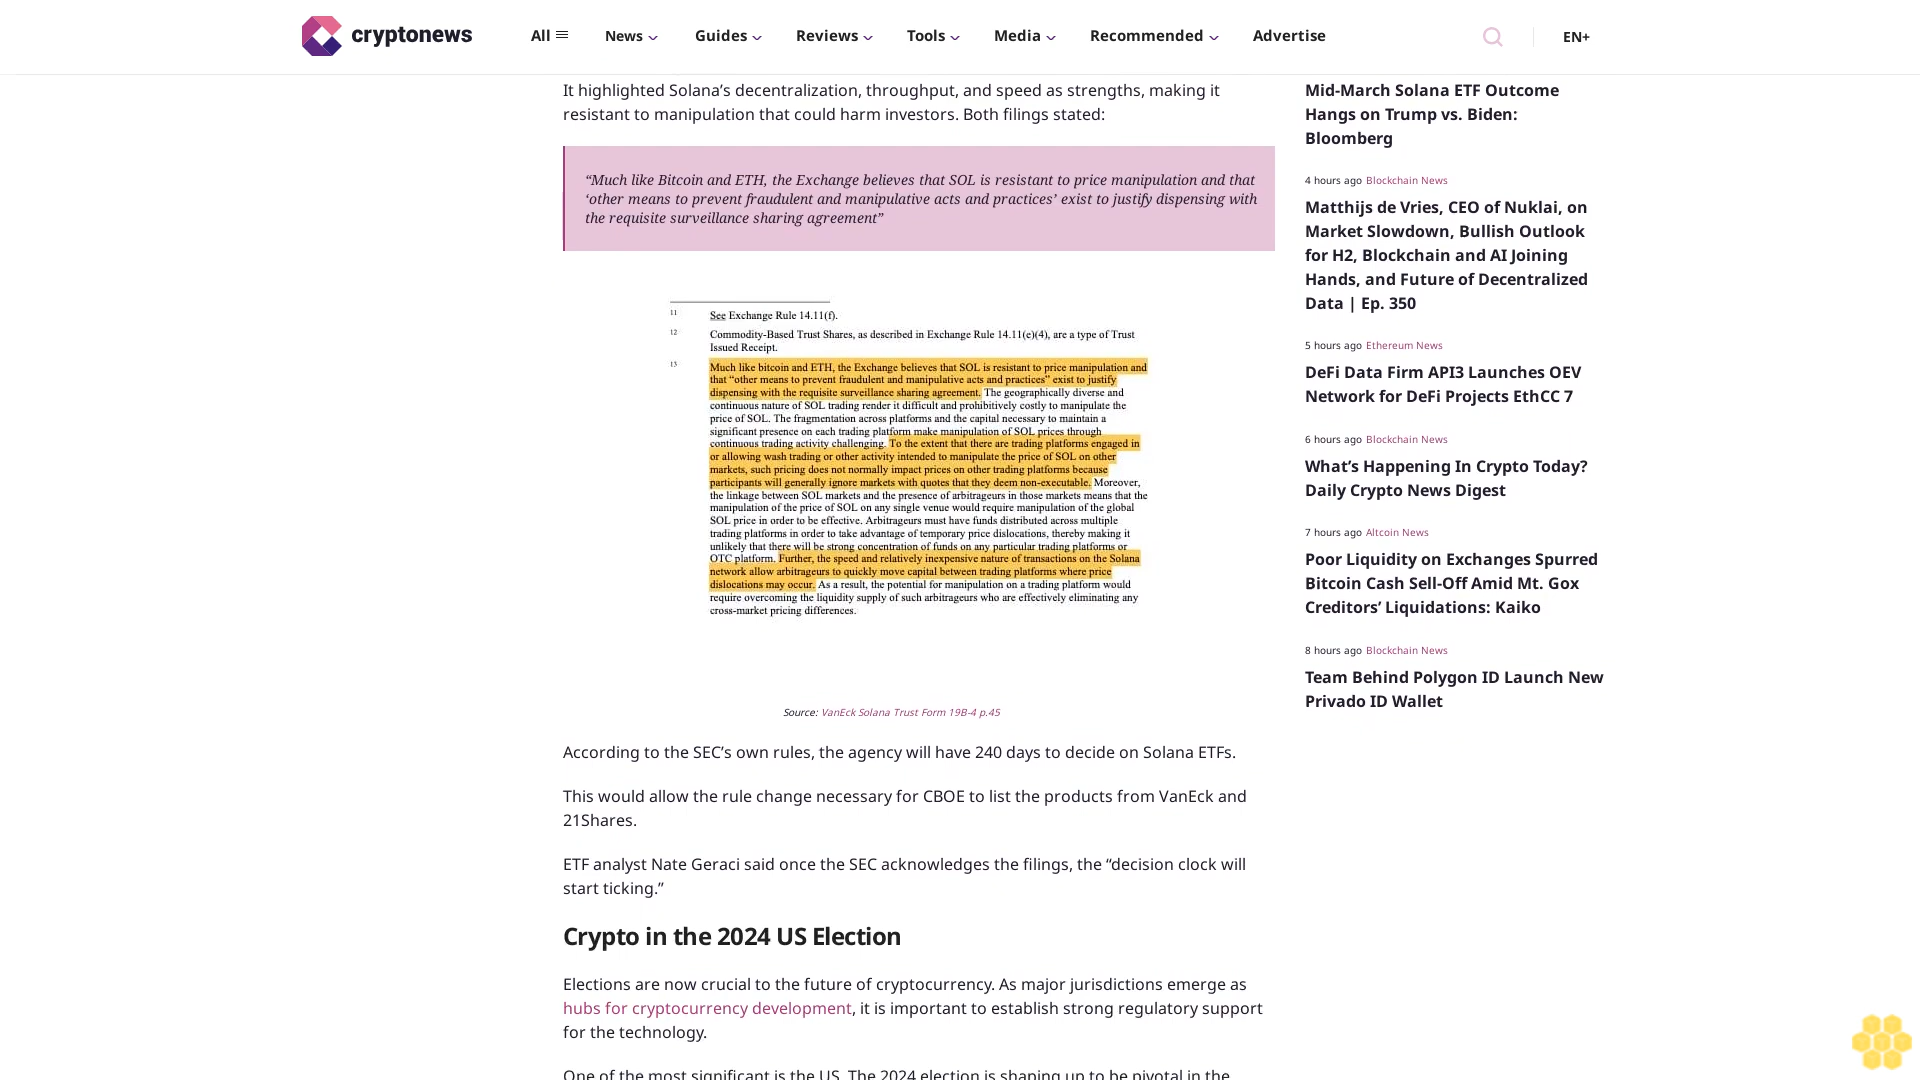 cryptonews
All
News
Guides
Reviews
Tools
Media
Recommended
Advertise
EN+
It highlighted Solana’s decentralization, throughput, and speed as strengths, making it
resistant to manipulation that could harm investors. Both filings stated:
“Much like Bitcoin and ETH, the Exchange believes that SOL is resistant to price manipulation and that
‘other means to prevent fraudulent and manipulative acts and practices’ exist to justify dispensing with
the requisite surveillance sharing agreement”
11 See Exchange Rule 14.11(f).
12 Commodity-Based Trust Shares, as described in Exchange Rule 14.11(e)(4), are a type of Trust
Issued Receipt.
13 Much like bitcoin and ETH, the Exchange believes that SOL is resistant to price manipulation and
that “other means to prevent fraudulent and manipulative acts and practices” exist to justify
dispensing with the requisite surveillance sharing agreement. The geographically diverse and
continuous nature of SOL trading render it difficult and prohibitively costly to manipulate the
price of SOL. The fragmentation across platforms and the capital necessary to maintain a
significant presence on each trading platform make manipulation of SOL prices through
continuous trading activity challenging. To the extent that there are trading platforms engaged in
or allowing wash trading or other activity intended to manipulate the price of SOL on other
markets, such pricing does not normally impact prices on other trading platforms because
participants will generally ignore markets with quotes that they deem non-executable. Moreover,
the linkage between SOL markets and the presence of arbitrageurs in those markets means that the
manipulation of the price of SOL on any single venue would require manipulation of the global
SOL price in order to be effective. Arbitrageurs must have funds distributed across multiple
trading platforms in order to take advantage of temporary price dislocations, thereby making it
unlikely that there will be strong concentration of funds on any particular trading platforms or
OTC platform. Further, the speed and relatively inexpensive nature of transactions on the Solana
network allow arbitrageurs to quickly move capital between trading platforms where price
dislocations may occur. As a result, the potential for manipulation on a trading platform would
require overcoming the liquidity supply of such arbitrageurs who are effectively eliminating any
cross-market pricing differences.
Source: VanEck Solana Trust Form 19B-4 p.45
According to the SEC’s own rules, the agency will have 240 days to decide on Solana ETFs.
This would allow the rule change necessary for CBOE to list the products from VanEck and
21Shares.
ETF analyst Nate Geraci said once the SEC acknowledges the filings, the “decision clock will
start ticking.”
Crypto in the 2024 US Election
Elections are now crucial to the future of cryptocurrency. As major jurisdictions emerge as
hubs for cryptocurrency development, it is important to establish strong regulatory support
for the technology.
One of the most significant is the US. The 2024 election is shaping up to be pivotal in the
Mid-March Solana ETF Outcome
Hangs on Trump vs. Biden:
Bloomberg
4 hours ago Blockchain News
Matthijs de Vries, CEO of Nuklai, on
Market Slowdown, Bullish Outlook
for H2, Blockchain and AI Joining
Hands, and Future of Decentralized
Data | Ep. 350
5 hours ago Ethereum News
DeFi Data Firm API3 Launches OEV
Network for DeFi Projects EthCC 7
6 hours ago Blockchain News
What’s Happening In Crypto Today?
Daily Crypto News Digest
7 hours ago Altcoin News
Poor Liquidity on Exchanges Spurred
Bitcoin Cash Sell-Off Amid Mt. Gox
Creditors’ Liquidations: Kaiko
8 hours ago Blockchain News
Team Behind Polygon ID Launch New
Privado ID Wallet